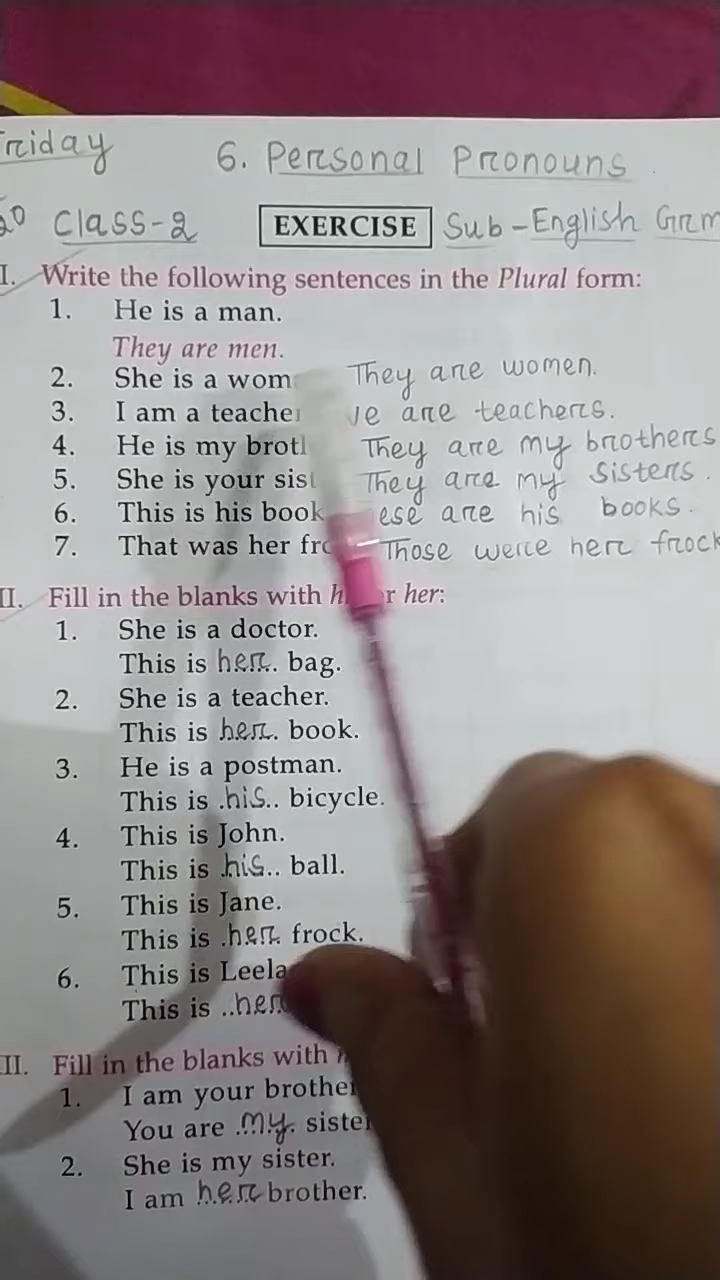 Friday 6. Personal Pronouns
Class-2 EXERCISE Sub-English Gram
I. Write the following sentences in the Plural form:
1. He is a man.
They are men.
2. She is a wom They are women.
3. I am a teacher are teachers.
4. He is my brot They are my brothers
5. She is your sis They are my sisters.
6. This is his book ese are his books.
7. That was her fro Those were her frock
II. Fill in the blanks with h r her:
1. She is a doctor.
This is her. bag.
2. She is a teacher.
This is her. book.
3. He is a postman.
This is .his.. bicycle.
4. This is John.
This is .his.. ball.
5. This is Jane.
This is .her. frock.
6. This is Leela
This is ..her
II. Fill in the blanks with
1. I am your brother
You are .my. sister
2. She is my sister.
I am her brother.